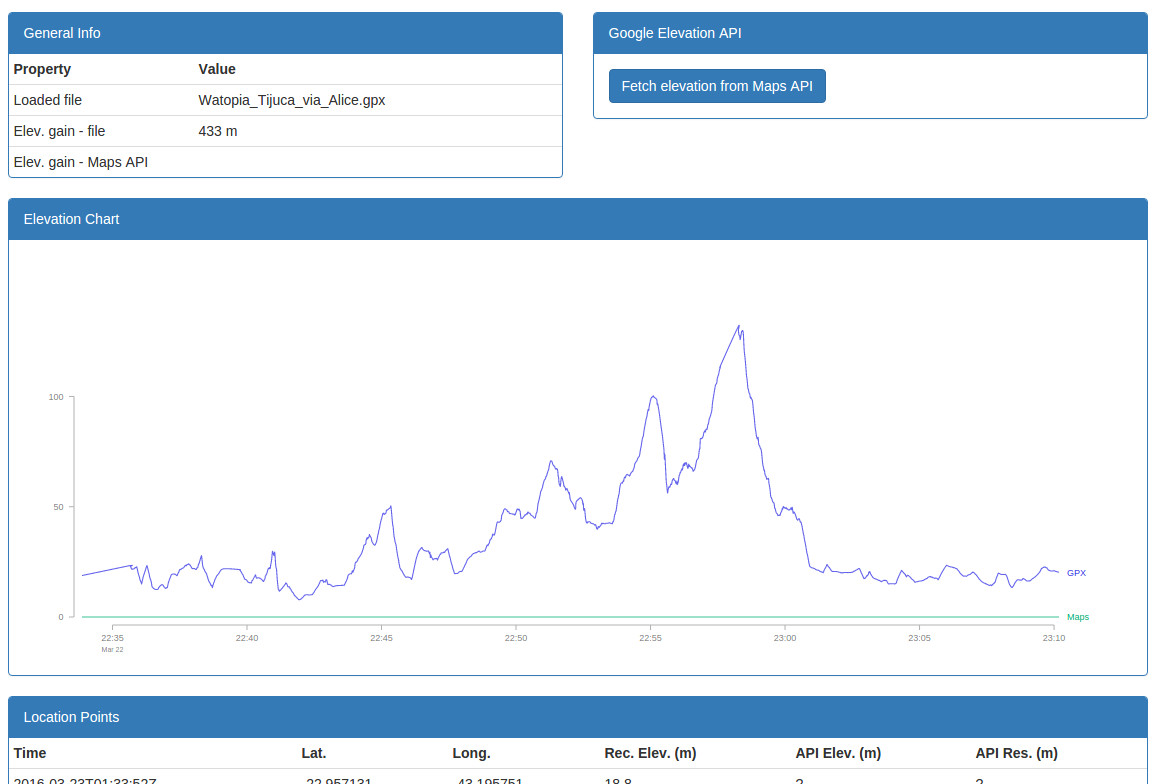 General Info
Google Elevation API
Property Value
Fetch elevation from Maps API
Loaded file Watopia_Tijuca_via_Alice.gpx
Elev. gain - file 433 m
Elev. gain - Maps API
Elevation Chart
100
50
GPX
0
Maps
22:35 22:40 22:45 22:50 22:55 23:00 23:05 23:10
Mar 22
Location Points
Time Lat. Long. Rec. Elev. (m) API Elev. (m) API Res. (m)
2016-03-23T01:33:52Z -22.957131 -43.195751 18.8 ? ?